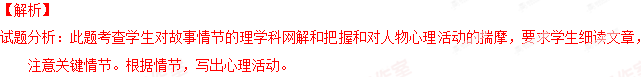 【解析】
试题分析：此题考查学生对故事情节的理学科网解和把握和对人物心理活动的揣摩，要求学生细读文章，
注意关键情节。根据情节，写出心理活动。